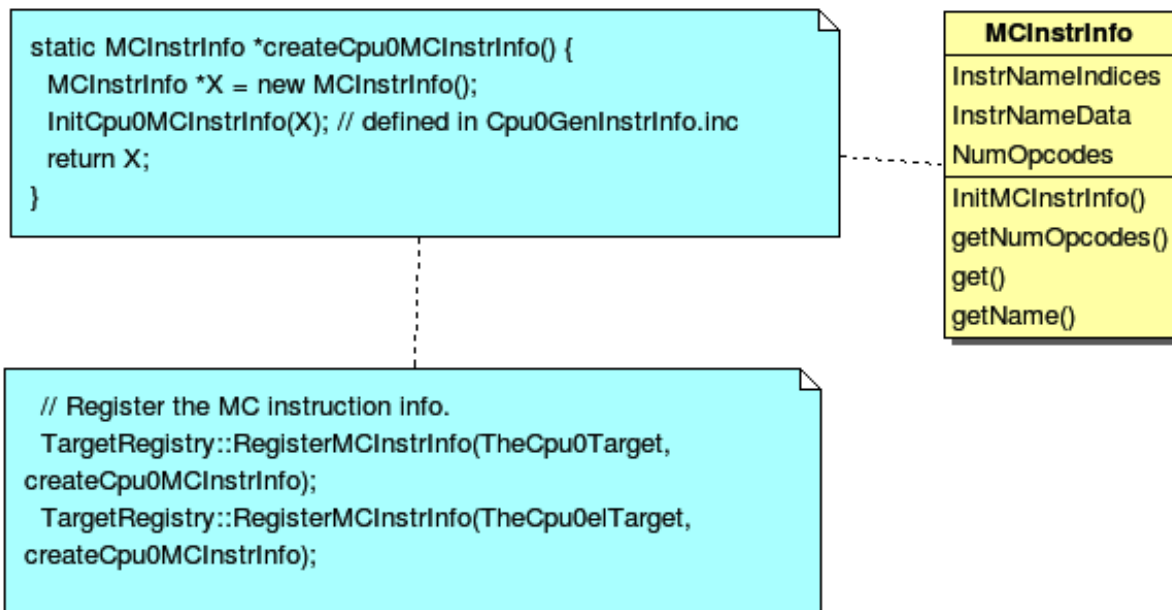 static MCInstrInfo *createCpu0MCInstrInfo() {
MCInstrInfo *X = new MCInstrInfo();
InitCpu0MCInstrInfo(X); // defined in Cpu0GenInstrInfo.inc
return X;
}
MCInstrInfo
InstrNameIndices
InstrNameData
NumOpcodes
InitMCInstrInfo()
getNumOpcodes()
get()
getName()
// Register the MC instruction info.
TargetRegistry::RegisterMCInstrInfo(TheCpu0Target,
createCpu0MCInstrInfo);
TargetRegistry::RegisterMCInstrInfo(TheCpu0elTarget,
createCpu0MCInstrInfo);